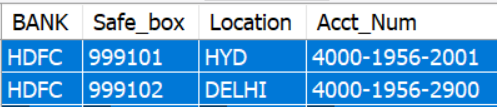 BANK Safe_box Location Acct_Num
HDFC 999101 HYD 4000-1956-2001
HDFC 999102 DELHI 4000-1956-2900